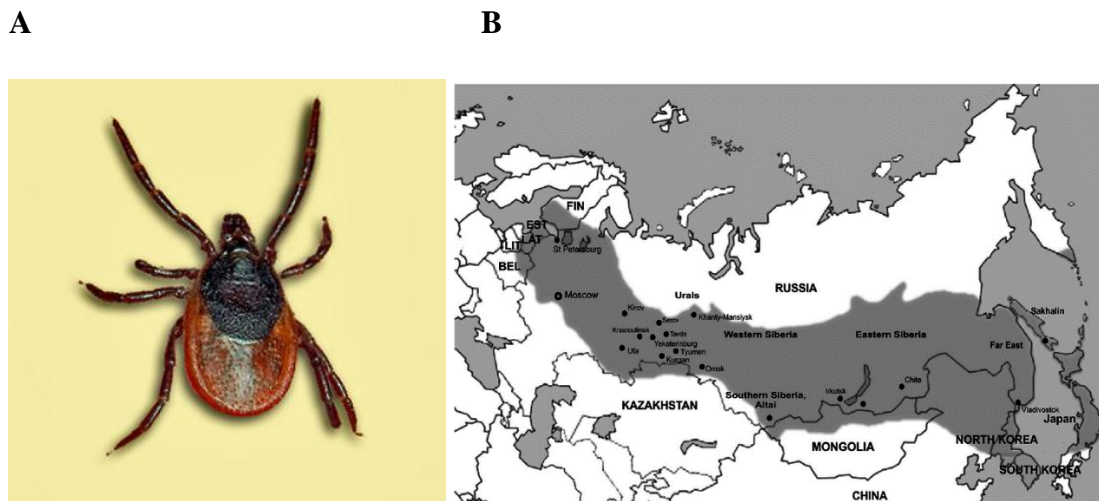 A
B
FIN
EST
LAT
LIT
BEL
St Petersburg
Moscow
Urals
RUSSIA
Kirov
Serov
Khanty-Mansiysk
Krasnoufimsk
Tavda
Western Siberia
Eastern Siberia
Sakhalin
Yekaterinburg
Ufa
Tyumen
Kurgan
Omsk
Far East
Southern Siberia,
Altai
Irkutsk
Chita
KAZAKHSTAN
Vladivostok
Japan
MONGOLIA
NORTH KOREA
SOUTH KOREA
CHINA